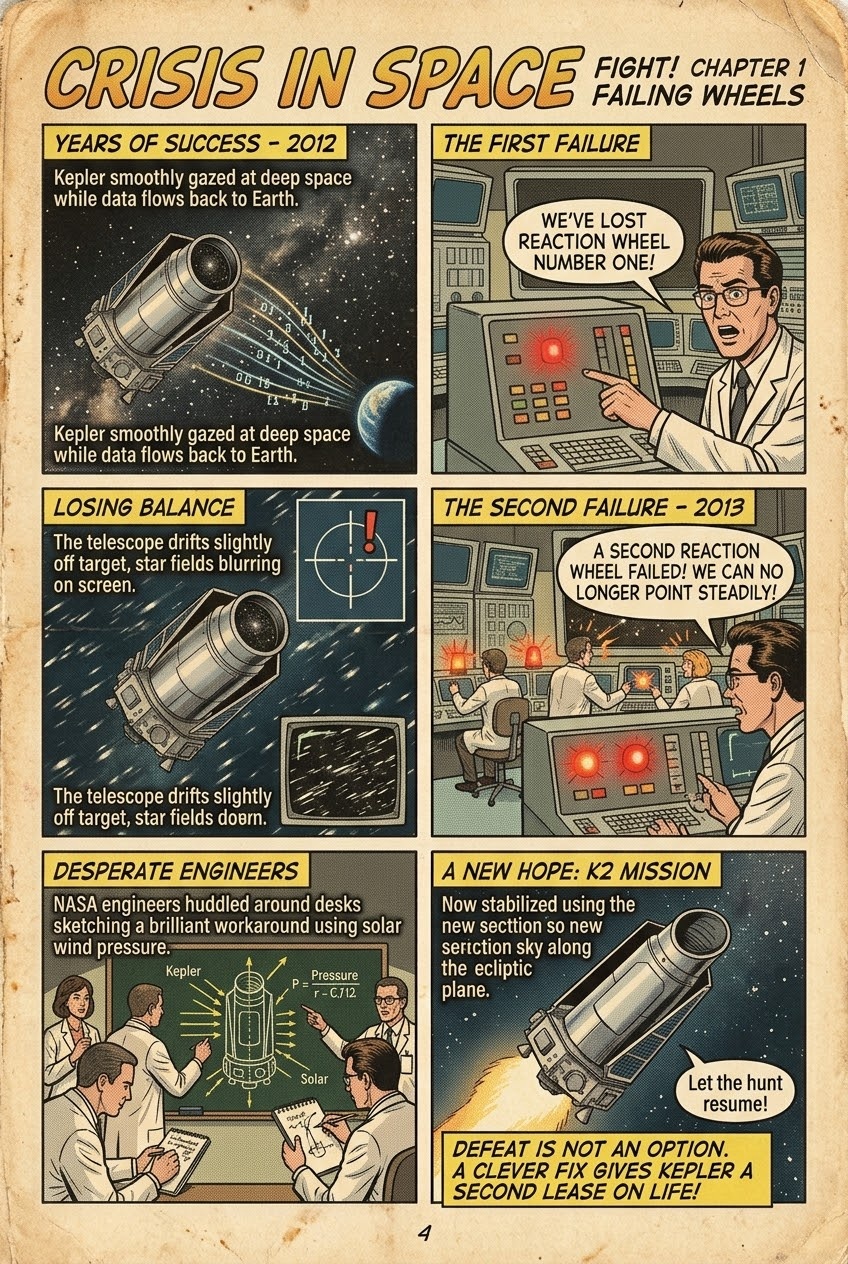 CRISIS IN SPACE
FIGHT! CHAPTER 1
FAILING WHEELS
YEARS OF SUCCESS – 2012
Kepler smoothly gazed at deep space
while data flows back to Earth.
Kepler smoothly gazed at deep space
while data flows back to Earth.
THE FIRST FAILURE
WE'VE LOST
REACTION WHEEL
NUMBER ONE!
LOSING BALANCE
The telescope drifts slightly
off target, star fields blurring
on screen.
!
The telescope drifts slightly
off target, star fields doern.
THE SECOND FAILURE – 2013
A SECOND REACTION
WHEEL FAILED! WE CAN NO
LONGER POINT STEADILY!
DESPERATE ENGINEERS
NASA engineers huddled around desks
sketching a brilliant workaround using solar
wind pressure.
Kepler
P = Pressure
r – C,712
Solar
A NEW HOPE: K2 MISSION
Now stabilized using the
new section so new
seriction sky along
the ecliptic
plane.
Let the hunt
resume!
DEFEAT IS NOT AN OPTION.
A CLEVER FIX GIVES KEPLER A
SECOND LEASE ON LIFE!
4